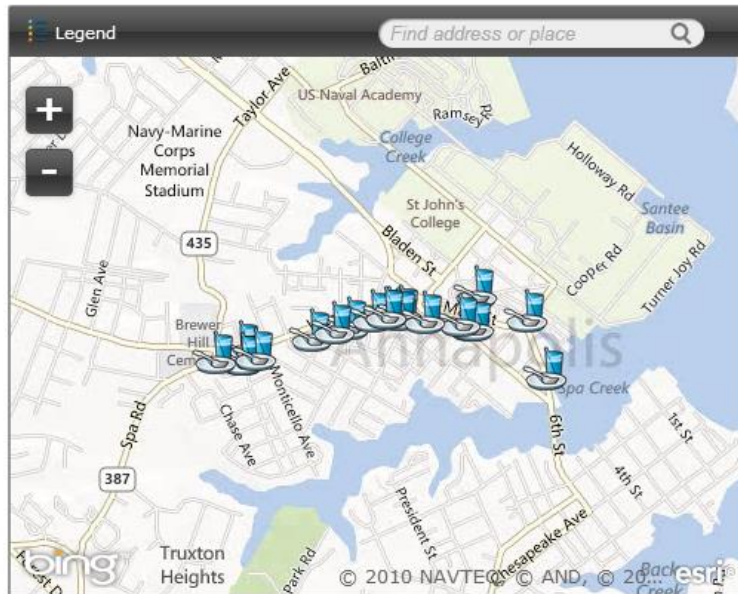 Legend
Find address or place
US Naval Academy
Taylor Ave
Ramsey Rd
Navy-Marine
Corps
Memorial
Stadium
College
Creek
Holloway Rd
St John's
College
Santee
Basin
435
Bladen St
Glen Ave
Cooper Rd
Turner Joy Rd
Brewer
Hill
Annapolis
Spa Creek
Monticello Ave
Chase Ave
Spa Rd
6th St
1st St
4th St
387
President St
Chesapeake Ave
Truxton
Heights
Park Rd
bing
© 2010 NAVTEQ, © AND, © 20...
esri